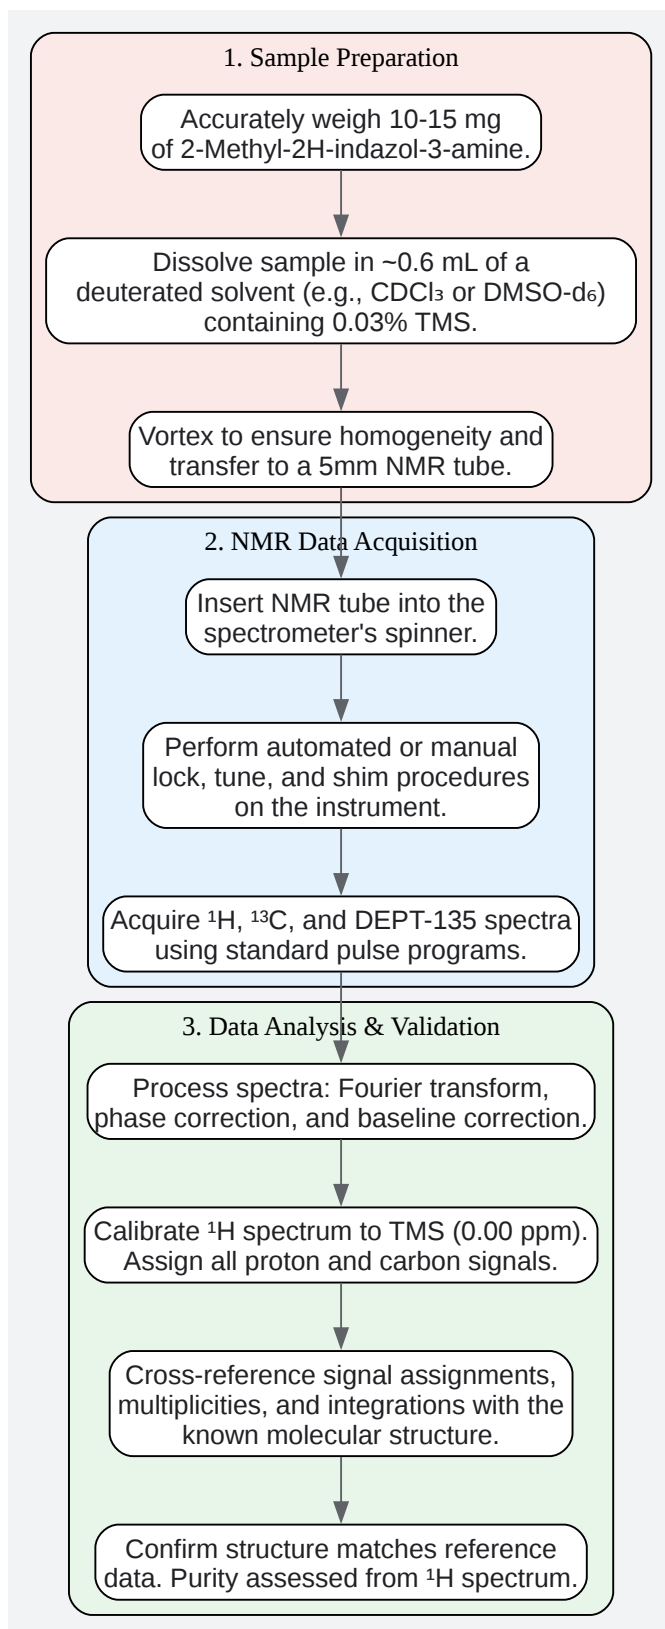 1. Sample Preparation
Accurately weigh 10-15 mg
of 2-Methyl-2H-indazol-3-amine.
Dissolve sample in ~0.6 mL of a
deuterated solvent (e.g., CDCl₃ or DMSO-d₆)
containing 0.03% TMS.
Vortex to ensure homogeneity and
transfer to a 5mm NMR tube.
2. NMR Data Acquisition
Insert NMR tube into the
spectrometer's spinner.
Perform automated or manual
lock, tune, and shim procedures
on the instrument.
Acquire ¹H, ¹³C, and DEPT-135 spectra
using standard pulse programs.
3. Data Analysis & Validation
Process spectra: Fourier transform,
phase correction, and baseline correction.
Calibrate ¹H spectrum to TMS (0.00 ppm).
Assign all proton and carbon signals.
Cross-reference signal assignments,
multiplicities, and integrations with the
known molecular structure.
Confirm structure matches reference
data. Purity assessed from ¹H spectrum.